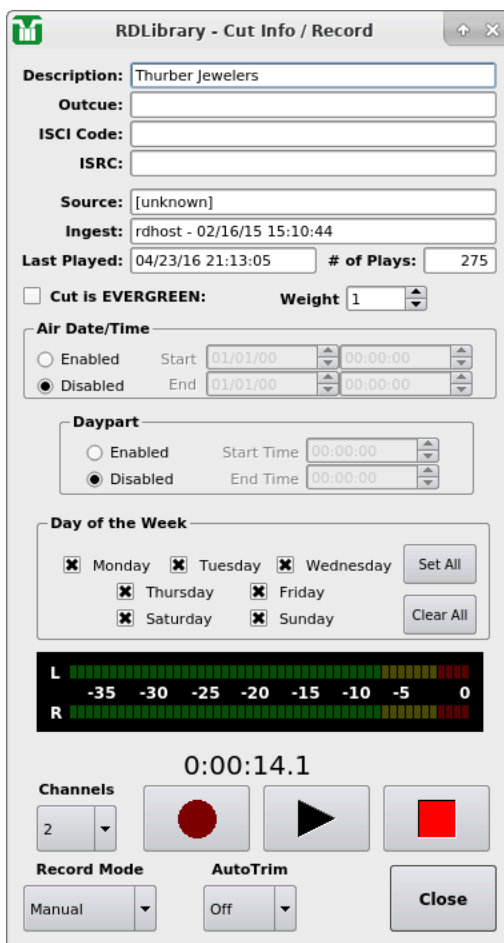 RDLibrary - Cut Info / Record
Description: Thurber Jewelers
Outcue:
ISCI Code:
ISRC:
Source: [unknown]
Ingest: rdhost - 02/16/15 15:10:44
Last Played: 04/23/16 21:13:05 # of Plays: 275
Cut is EVERGREEN: Weight 1
Air Date/Time
Enabled Start 01/01/00 00:00:00
Disabled End 01/01/00 00:00:00
Daypart
Enabled Start Time 00:00:00
Disabled End Time 00:00:00
Day of the Week
Monday Tuesday Wednesday Set All
Thursday Friday
Saturday Sunday Clear All
L
-35 -30 -25 -20 -15 -10 -5 0
R
0:00:14.1
Channels
2
Record Mode AutoTrim
Manual Off Close